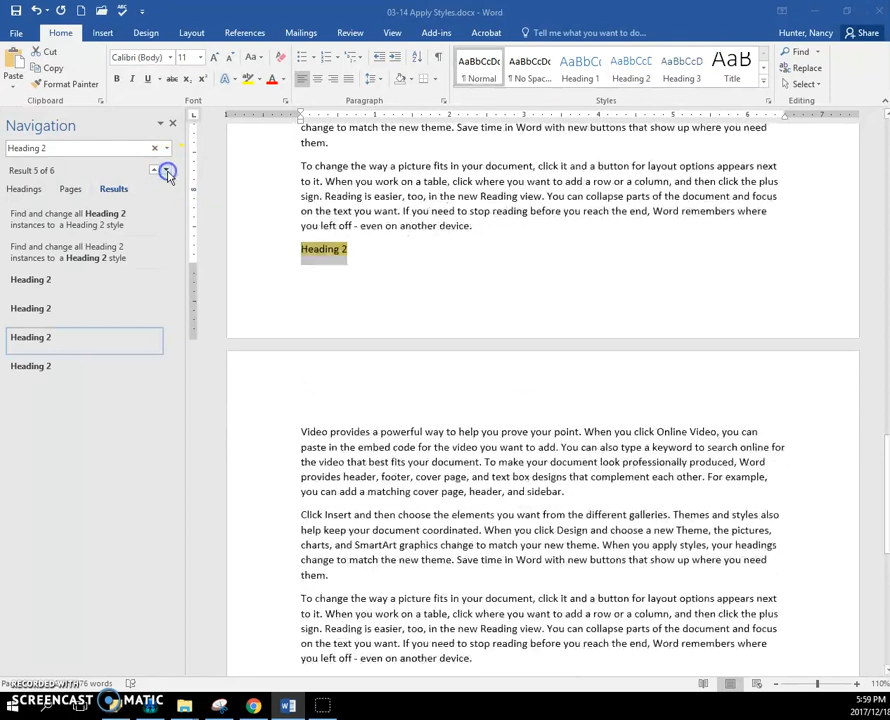 03-14 Apply Styles.docx - Word
File Home Insert Design Layout References Mailings Review View Add-ins Acrobat Tell me what you want to do... Hunter, Nancy Share
Paste
Cut
Copy
Format Painter
Clipboard
Calibri (Body) 11
Font
Paragraph
AaBbCcDc AaBbCcDc AaBbCc AaBbCcD AaBbCcD AaB
¶ Normal ¶ No Spac... Heading 1 Heading 2 Heading 3 Title
Styles
Find
Replace
Select
Editing
Navigation
Heading 2
Result 5 of 6
Headings Pages Results
Find and change all Heading 2
instances to a Heading 2 style
Find and change all Heading 2
instances to a Heading 2 style
Heading 2
Heading 2
Heading 2
Heading 2
1 1 2 3 4 5 6 7
change to match the new theme. Save time in Word with new buttons that show up where you need
them.
To change the way a picture fits in your document, click it and a button for layout options appears next
to it. When you work on a table, click where you want to add a row or a column, and then click the plus
sign. Reading is easier, too, in the new Reading view. You can collapse parts of the document and focus
on the text you want. If you need to stop reading before you reach the end, Word remembers where
you left off - even on another device.
Heading 2
Video provides a powerful way to help you prove your point. When you click Online Video, you can
paste in the embed code for the video you want to add. You can also type a keyword to search online for
the video that best fits your document. To make your document look professionally produced, Word
provides header, footer, cover page, and text box designs that complement each other. For example,
you can add a matching cover page, header, and sidebar.
Click Insert and then choose the elements you want from the different galleries. Themes and styles also
help keep your document coordinated. When you click Design and choose a new Theme, the pictures,
charts, and SmartArt graphics change to match your new theme. When you apply styles, your headings
change to match the new theme. Save time in Word with new buttons that show up where you need
them.
To change the way a picture fits in your document, click it and a button for layout options appears next
to it. When you work on a table, click where you want to add a row or a column, and then click the plus
sign. Reading is easier, too, in the new Reading view. You can collapse parts of the document and focus
on the text you want. If you need to stop reading before you reach the end, Word remembers where
you left off - even on another device.
words
110%
RECORDED WITH
SCREENCAST MATIC
5:59 PM
2017/12/18